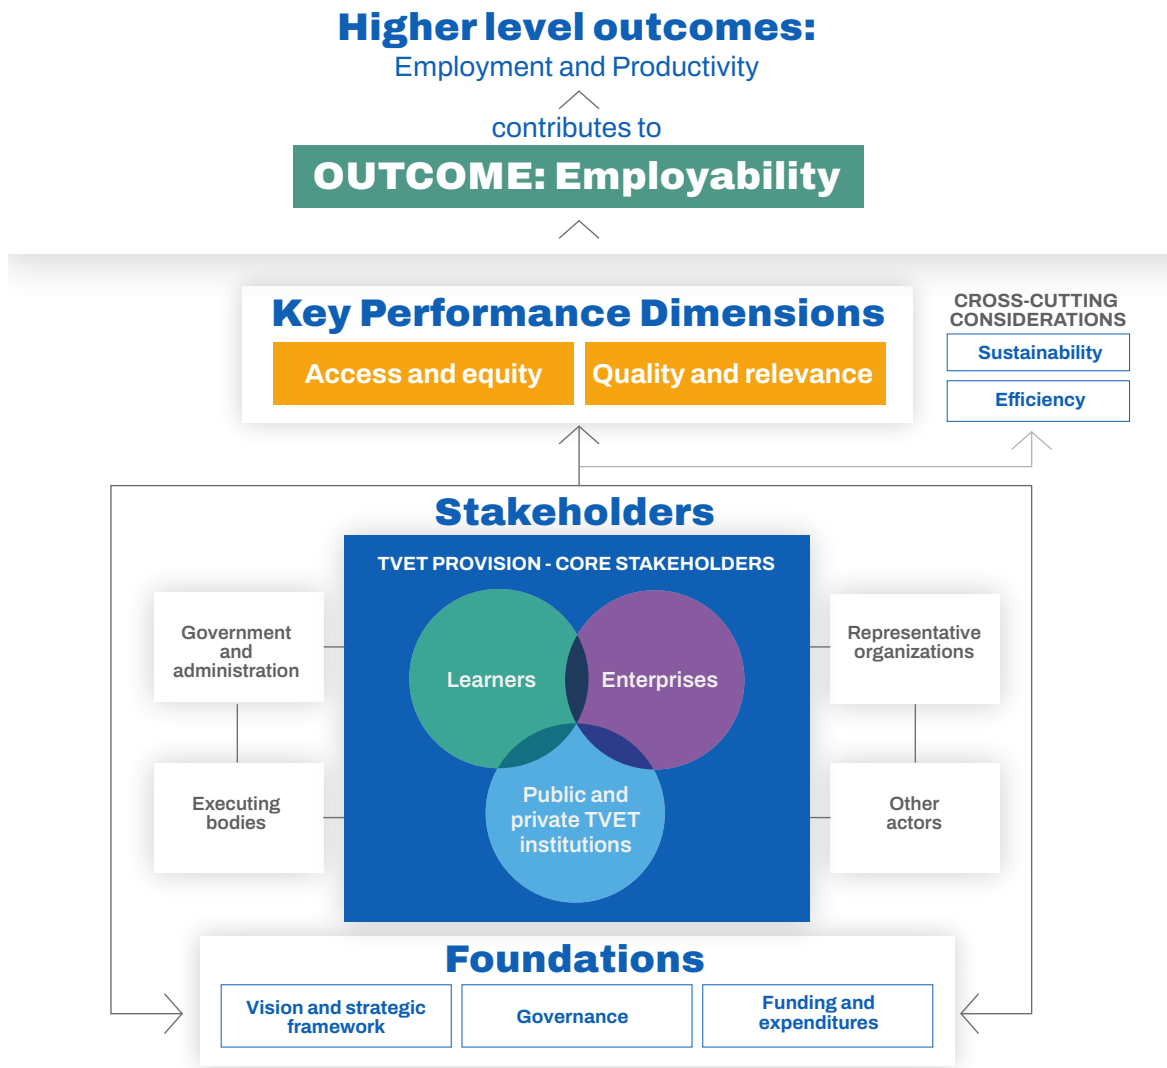 Higher level outcomes:
Employment and Productivity
contributes to
OUTCOME: Employability
Key Performance Dimensions
Access and equity
Quality and relevance
CROSS-CUTTING
CONSIDERATIONS
Sustainability
Efficiency
Stakeholders
TVET PROVISION - CORE STAKEHOLDERS
Government
and
administration
Executing
bodies
Learners
Enterprises
Public and
private TVET
institutions
Representative
organizations
Other
actors
Foundations
Vision and strategic
framework
Governance
Funding and
expenditures